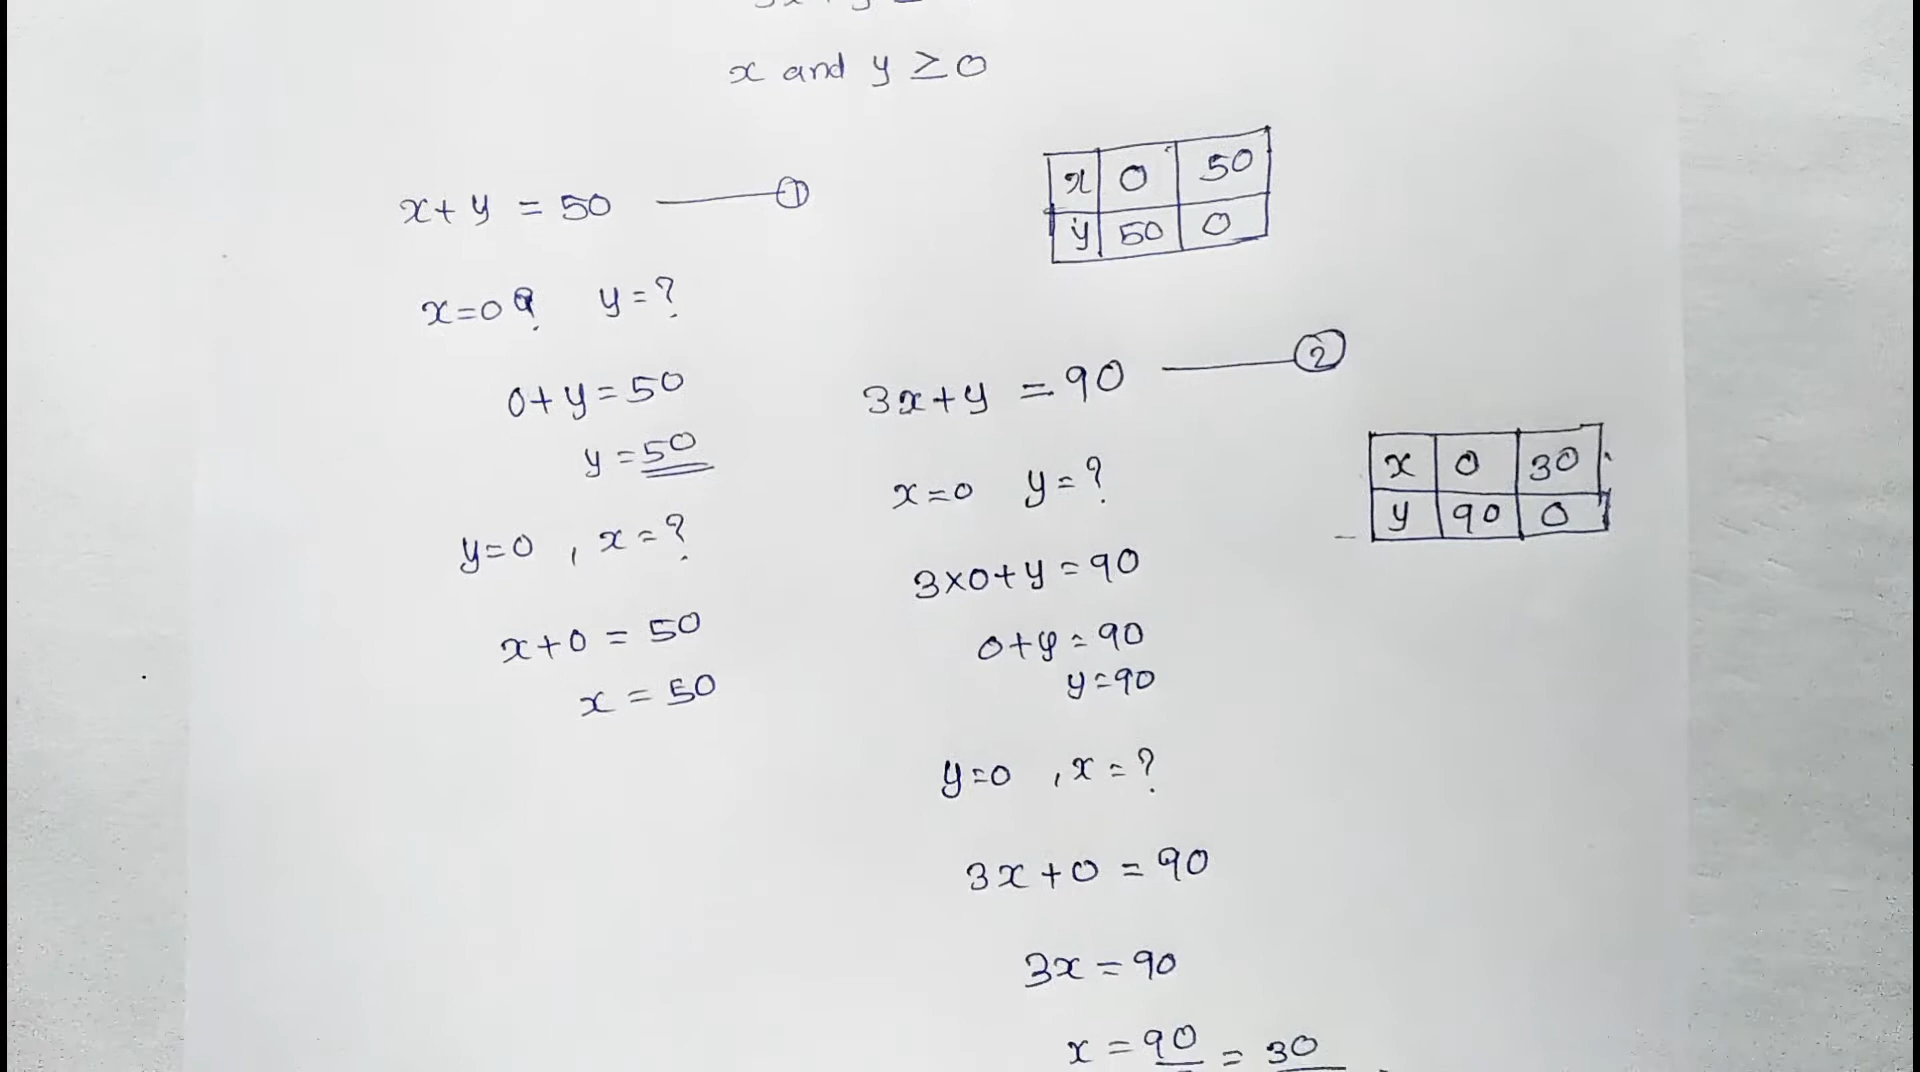 x and y ≥ 0
x + y = 50 ——— ①
x | 0 | 50
y | 50 | 0
x = 0 ? y = ?
0 + y = 50
y = 50
y = 0 , x = ?
x + 0 = 50
x = 50
3x + y = 90 ——— ②
x | 0 | 30
y | 90 | 0
x = 0 y = ?
3 × 0 + y = 90
0 + y = 90
y = 90
y = 0 , x = ?
3x + 0 = 90
3x = 90
x = 90 = 30